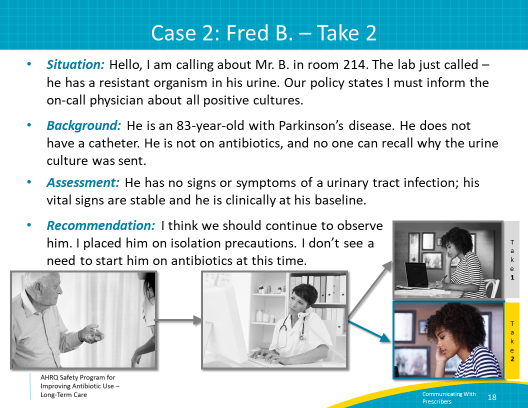 Case 2: Fred B. – Take 2
• Situation: Hello, I am calling about Mr. B. in room 214. The lab just called –
he has a resistant organism in his urine. Our policy states I must inform the
on-call physician about all positive cultures.
• Background: He is an 83-year-old with Parkinson's disease. He does not
have a catheter. He is not on antibiotics, and no one can recall why the urine
culture was sent.
• Assessment: He has no signs or symptoms of a urinary tract infection; his
vital signs are stable and he is clinically at his baseline.
• Recommendation: I think we should continue to observe
him. I placed him on isolation precautions. I don't see a
need to start him on antibiotics at this time.
Take 1
Take 2
AHRQ Safety Program for
Improving Antibiotic Use –
Long-Term Care
Communicating With
Prescribers
18